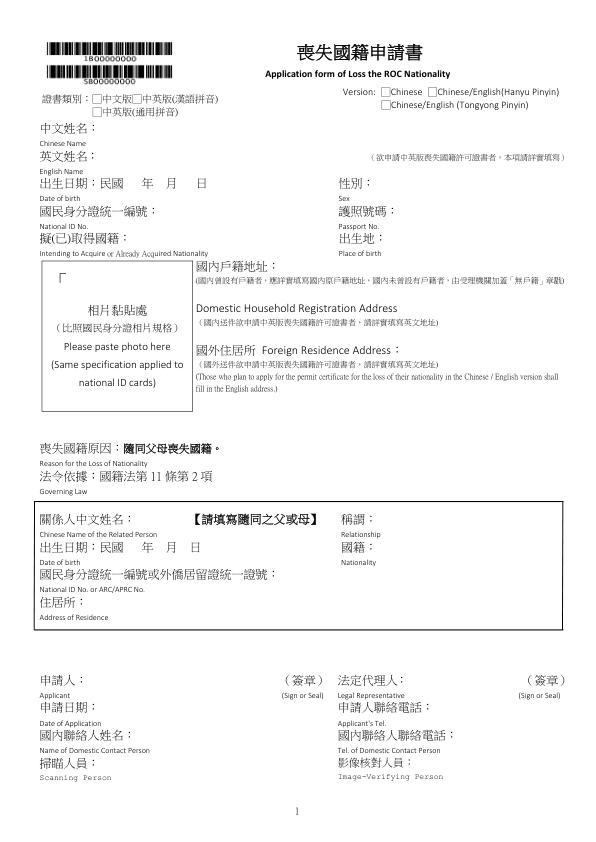 1B00000000
5B00000000
喪失國籍申請書
Application form of Loss the ROC Nationality
證書類別：□中文版□中英版(漢語拼音)
□中英版(通用拼音)
Version: □Chinese □Chinese/English(Hanyu Pinyin)
□Chinese/English (Tongyong Pinyin)
中文姓名：
Chinese Name
英文姓名：
（欲申請中英版喪失國籍許可證書者，本項請詳實填寫）
English Name
出生日期：民國 年 月 日
性別：
Date of birth
Sex
國民身分證統一編號：
護照號碼：
National ID No.
Passport No.
擬(已)取得國籍：
出生地：
Intending to Acquire or Already Acquired Nationality
Place of birth
相片黏貼處
（比照國民身分證相片規格）
Please paste photo here
(Same specification applied to
national ID cards)
國內戶籍地址：
(國內曾設有戶籍者，應詳實填寫國內原戶籍地址，國內未曾設有戶籍者，由受理機關加蓋「無戶籍」章戳)
Domestic Household Registration Address
（國內送件欲申請中英版喪失國籍許可證書者，請詳實填寫英文地址）
國外住居所 Foreign Residence Address：
（國外送件欲申請中英版喪失國籍許可證書者，請詳實填寫英文地址）
(Those who plan to apply for the permit certificate for the loss of their nationality in the Chinese / English version shall
fill in the English address.)
喪失國籍原因：隨同父母喪失國籍。
Reason for the Loss of Nationality
法令依據：國籍法第 11 條第 2 項
Governing Law
關係人中文姓名： 【請填寫隨同之父或母】 稱謂：
Chinese Name of the Related Person
Relationship
出生日期：民國 年 月 日
國籍：
Date of birth
Nationality
國民身分證統一編號或外僑居留證統一證號：
National ID No. or ARC/APRC No.
住居所：
Address of Residence
申請人： （簽章） 法定代理人： （簽章）
Applicant (Sign or Seal) Legal Representative (Sign or Seal)
申請日期：
申請人聯絡電話：
Date of Application
Applicant's Tel.
國內聯絡人姓名：
國內聯絡人聯絡電話：
Name of Domestic Contact Person
Tel. of Domestic Contact Person
掃瞄人員：
影像核對人員：
Scanning Person
Image-Verifying Person
1